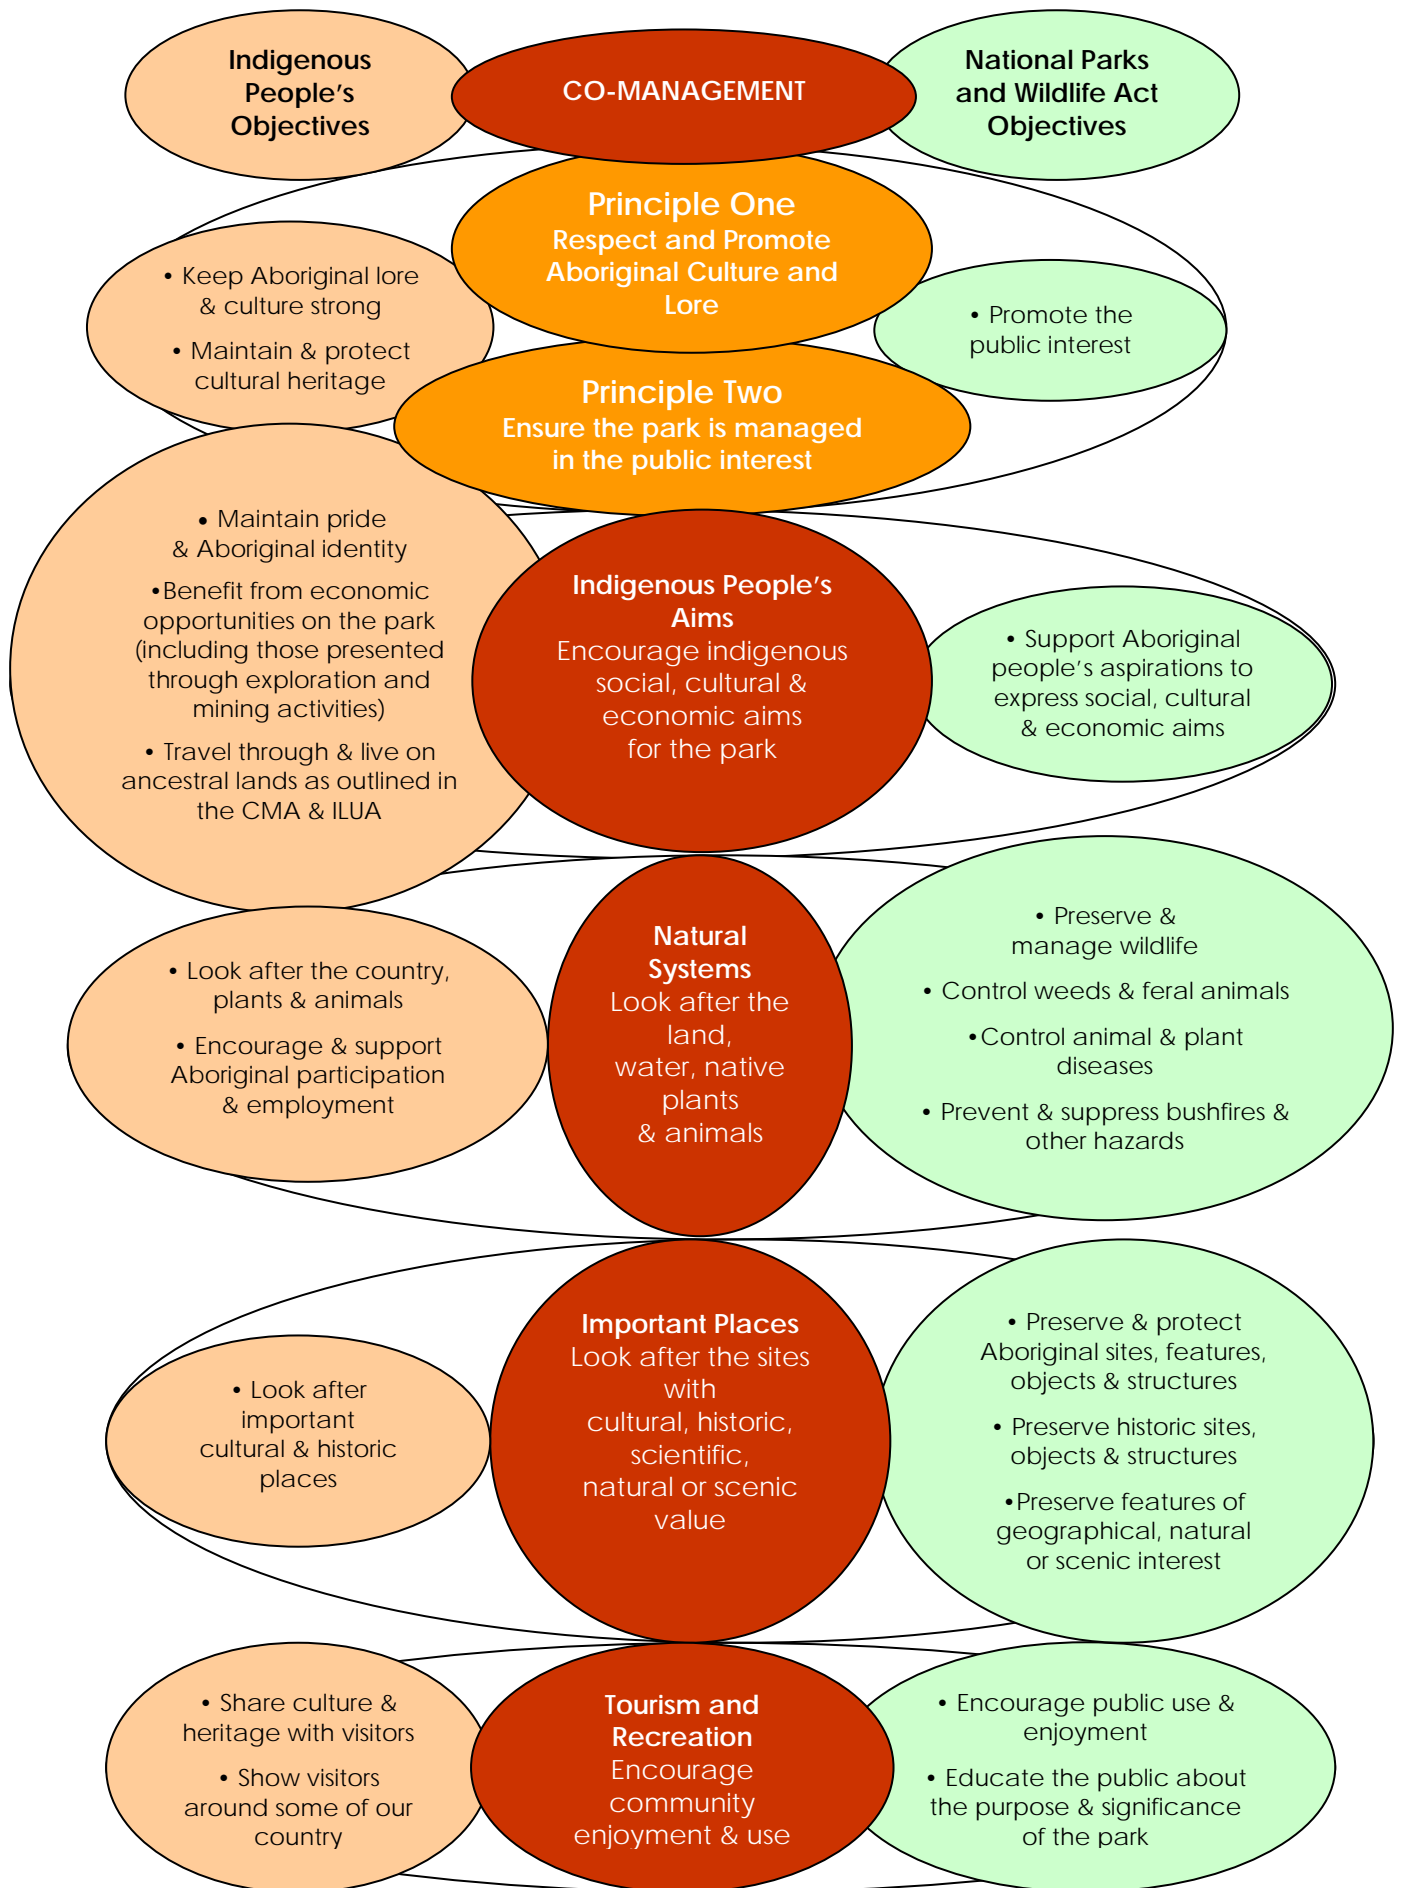 Indigenous
People's
Objectives
CO-MANAGEMENT
National Parks
and Wildlife Act
Objectives
Principle One
Respect and Promote
Aboriginal Culture and
Lore
• Keep Aboriginal lore
& culture strong
• Maintain & protect
cultural heritage
• Promote the
public interest
Principle Two
Ensure the park is managed
in the public interest
• Maintain pride
& Aboriginal identity
•Benefit from economic
opportunities on the park
(including those presented
through exploration and
mining activities)
• Travel through & live on
ancestral lands as outlined in
the CMA & ILUA
Indigenous People's
Aims
Encourage indigenous
social, cultural &
economic aims
for the park
• Support Aboriginal
people's aspirations to
express social, cultural
& economic aims
• Look after the country,
plants & animals
• Encourage & support
Aboriginal participation
& employment
Natural
Systems
Look after the
land,
water, native
plants
& animals
• Preserve &
manage wildlife
• Control weeds & feral animals
•Control animal & plant
diseases
• Prevent & suppress bushfires &
other hazards
• Look after
important
cultural & historic
places
Important Places
Look after the sites
with
cultural, historic,
scientific,
natural or scenic
value
• Preserve & protect
Aboriginal sites, features,
objects & structures
• Preserve historic sites,
objects & structures
•Preserve features of
geographical, natural
or scenic interest
• Share culture &
heritage with visitors
• Show visitors
around some of our
country
Tourism and
Recreation
Encourage
community
enjoyment & use
• Encourage public use &
enjoyment
• Educate the public about
the purpose & significance
of the park